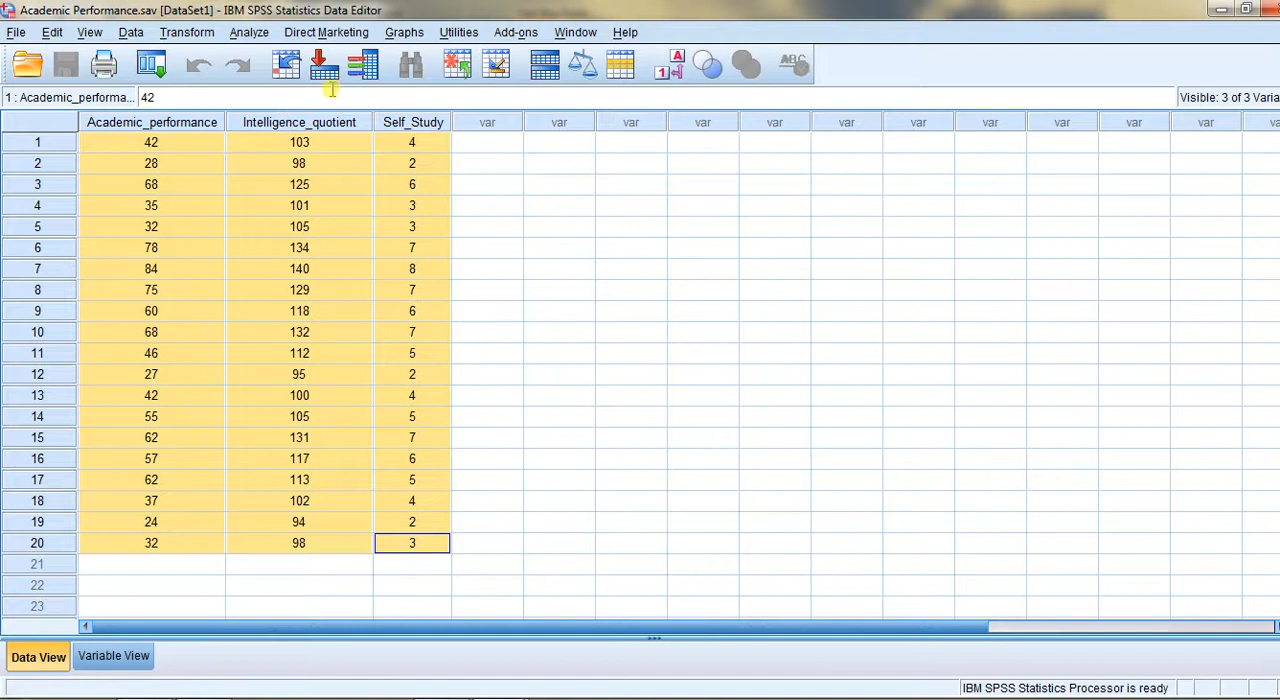 Academic Performance.sav [DataSet1] - IBM SPSS Statistics Data Editor
File Edit View Data Transform Analyze Direct Marketing Graphs Utilities Add-ons Window Help
A 1 ABC
1 : Academic_performa... 42 Visible: 3 of 3 Varia
Academic_performance Intelligence_quotient Self_Study var var var var var var var var var var var va
1 42 103 4
2 28 98 2
3 68 125 6
4 35 101 3
5 32 105 3
6 78 134 7
7 84 140 8
8 75 129 7
9 60 118 6
10 68 132 7
11 46 112 5
12 27 95 2
13 42 100 4
14 55 105 5
15 62 131 7
16 57 117 6
17 62 113 5
18 37 102 4
19 24 94 2
20 32 98 3
21
22
23
Data View Variable View
IBM SPSS Statistics Processor is ready